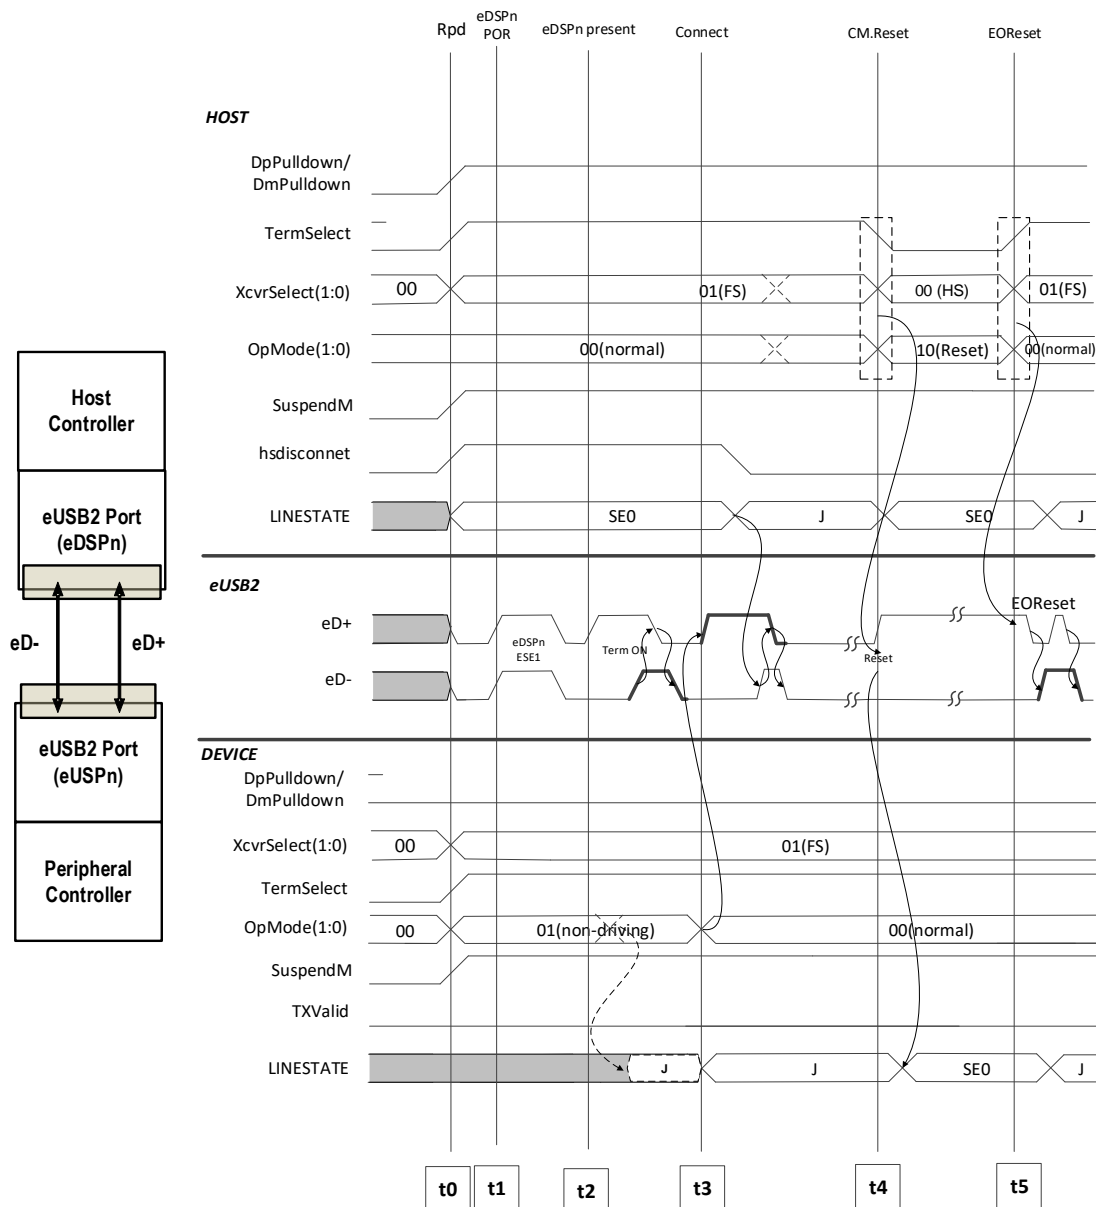 Rpd
eDSPn
POR
eDSPn present
Connect
CM.Reset
EOReset
HOST
DpPulldown/
DmPulldown
TermSelect
XcvrSelect(1:0)
00
01(FS)
00 (HS)
01(FS)
OpMode(1:0)
00(normal)
10(Reset)
00(normal)
SuspendM
hsdisconnet
LINESTATE
SE0
J
SE0
J
Host
Controller
eUSB2 Port
(eDSPn)
eD-
eD+
eUSB2 Port
(eUSPn)
Peripheral
Controller
eUSB2
EOReset
eD+
eDSPn
ESE1
Term ON
Reset
eD-
DEVICE
DpPulldown/
DmPulldown
XcvrSelect(1:0)
00
01(FS)
TermSelect
OpMode(1:0)
00
01(non-driving)
00(normal)
SuspendM
TXValid
LINESTATE
J
J
SE0
J
t0
t1
t2
t3
t4
t5